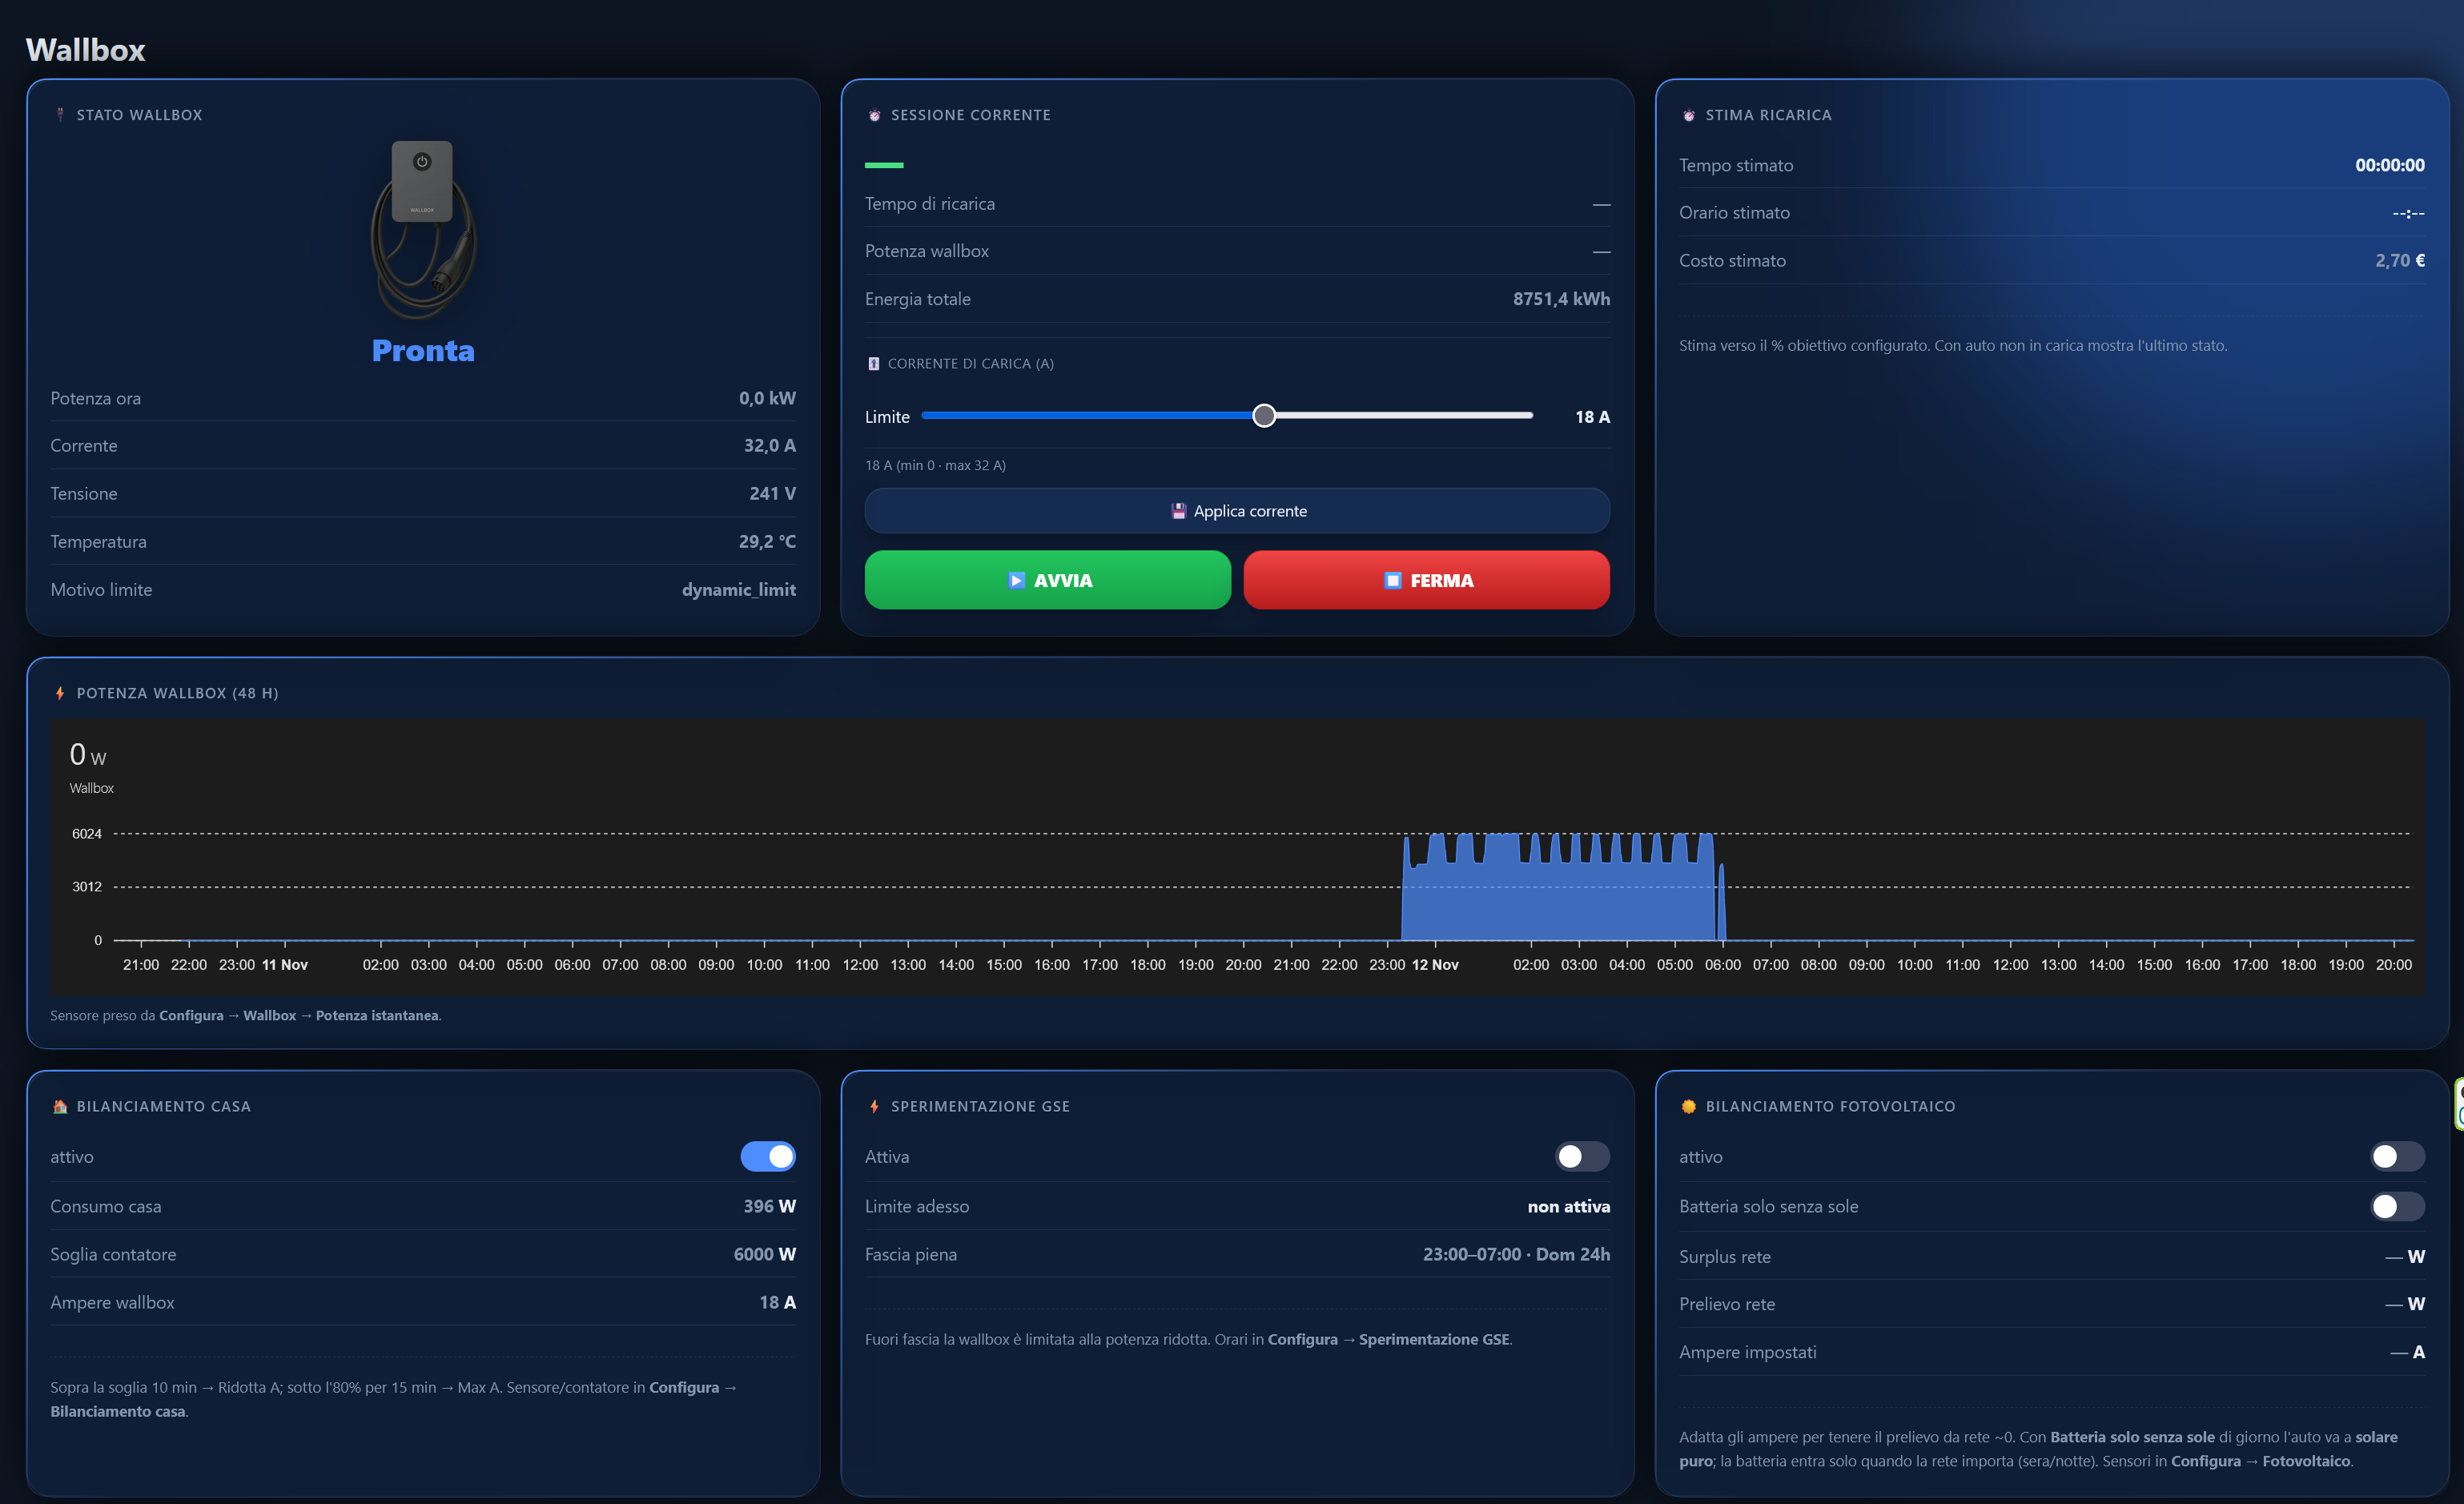 Wallbox
STATO WALLBOX
WALLBOX
Pronta
Potenza ora 0,0 kW
Corrente 32,0 A
Tensione 241 V
Temperatura 29,2 °C
Motivo limite dynamic_limit
SESSIONE CORRENTE
—
Tempo di ricarica —
Potenza wallbox —
Energia totale 8751,4 kWh
CORRENTE DI CARICA (A)
Limite 18 A
18 A (min 0 · max 32 A)
Applica corrente
AVVIA
FERMA
STIMA RICARICA
Tempo stimato 00:00:00
Orario stimato --:--
Costo stimato 2,70 €
Stima verso il % obiettivo configurato. Con auto non in carica mostra l'ultimo stato.
POTENZA WALLBOX (48 H)
0 W
Wallbox
6024
3012
0
21:00 22:00 23:00 11 Nov 02:00 03:00 04:00 05:00 06:00 07:00 08:00 09:00 10:00 11:00 12:00 13:00 14:00 15:00 16:00 17:00 18:00 19:00 20:00 21:00 22:00 23:00 12 Nov 02:00 03:00 04:00 05:00 06:00 07:00 08:00 09:00 10:00 11:00 12:00 13:00 14:00 15:00 16:00 17:00 18:00 19:00 20:00
Sensore preso da Configura → Wallbox → Potenza istantanea.
BILANCIAMENTO CASA
attivo
Consumo casa 396 W
Soglia contatore 6000 W
Ampere wallbox 18 A
Sopra la soglia 10 min → Ridotta A; sotto l'80% per 15 min → Max A. Sensore/contatore in Configura →
Bilanciamento casa.
SPERIMENTAZIONE GSE
Attiva
Limite adesso non attiva
Fascia piena 23:00–07:00 · Dom 24h
Fuori fascia la wallbox è limitata alla potenza ridotta. Orari in Configura → Sperimentazione GSE.
BILANCIAMENTO FOTOVOLTAICO
attivo
Batteria solo senza sole
Surplus rete — W
Prelievo rete — W
Ampere impostati — A
Adatta gli ampere per tenere il prelievo da rete ~0. Con Batteria solo senza sole di giorno l'auto va a solare
puro; la batteria entra solo quando la rete importa (sera/notte). Sensori in Configura → Fotovoltaico.